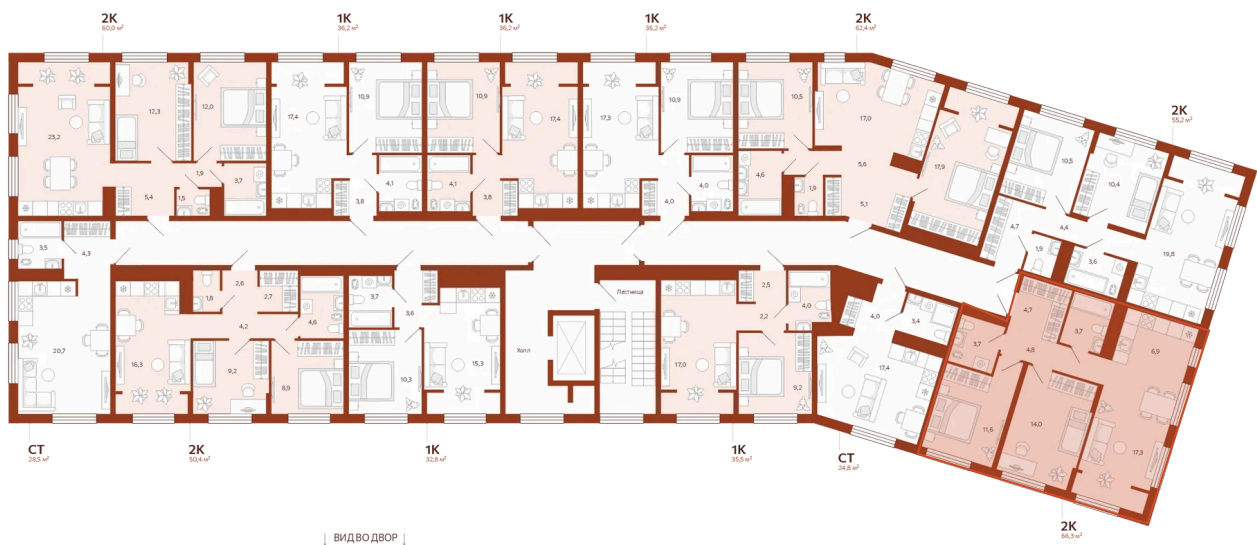 2К
60,0 м²
1К
36,2 м²
1К
36,2 м²
1К
36,2 м²
2К
62,4 м²
2К
55,2 м²
23,2
12,3
12,0
1,9
3,7
5,4
1,5
17,4
10,9
4,1
3,8
10,9
17,4
4,1
3,8
17,3
10,9
4,0
4,0
10,5
17,0
4,6
1,9
5,6
5,1
17,9
10,5
10,4
4,7
4,4
1,9
3,6
19,8
3,5
4,3
20,7
1,8
2,6
2,7
4,2
4,6
16,3
9,2
8,9
3,7
3,6
10,3
15,3
Холл
Лестница
2,5
4,0
2,2
17,0
9,2
4,0
3,4
17,4
4,7
3,7
4,8
3,7
6,9
11,6
14,0
17,3
СТ
28,5 м²
2К
50,4 м²
1К
32,8 м²
1К
35,5 м²
СТ
24,8 м²
2К
66,3 м²
ВИД ВО ДВОР